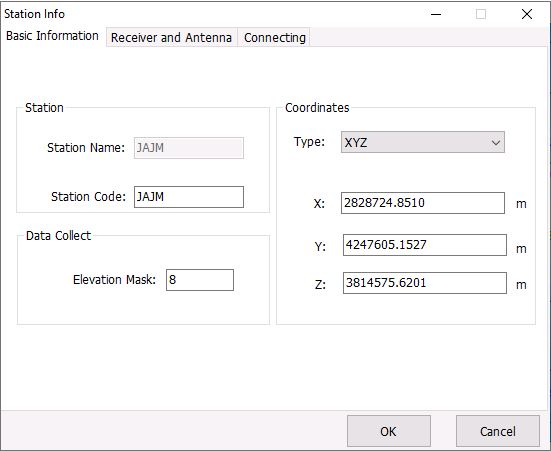 Station Info
Basic Information Receiver and Antenna Connecting
Station
Station Name: JAJM
Station Code: JAJM
Data Collect
Elevation Mask: 8
Coordinates
Type: XYZ
X: 2828724.8510 m
Y: 4247605.1527 m
Z: 3814575.6201 m
OK Cancel